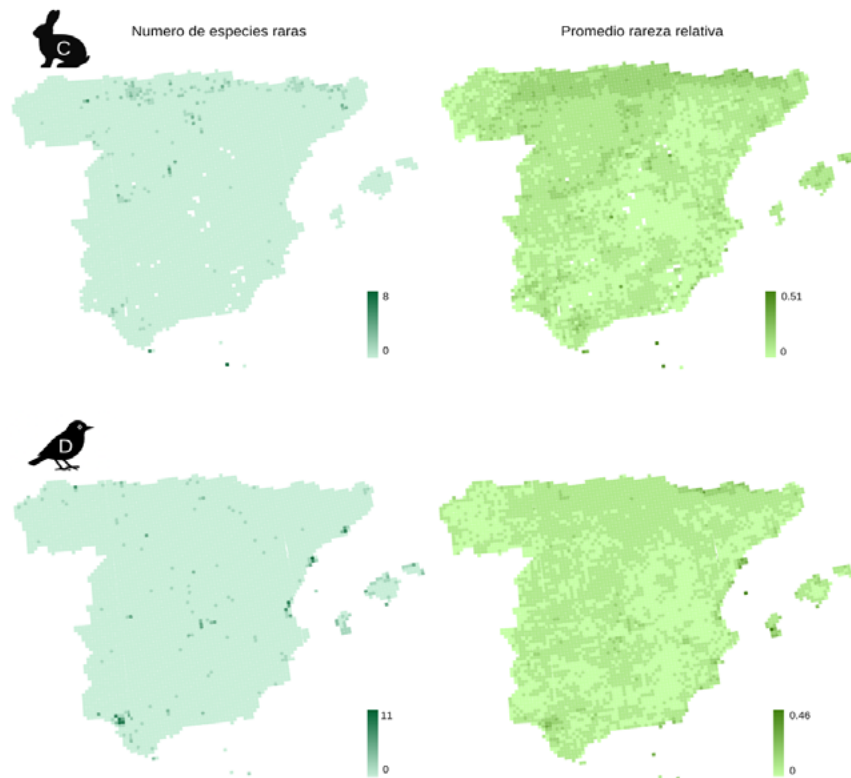 Numero de especies raras
Promedio rareza relativa
C
8
0
0.51
0
D
11
0
0.46
0